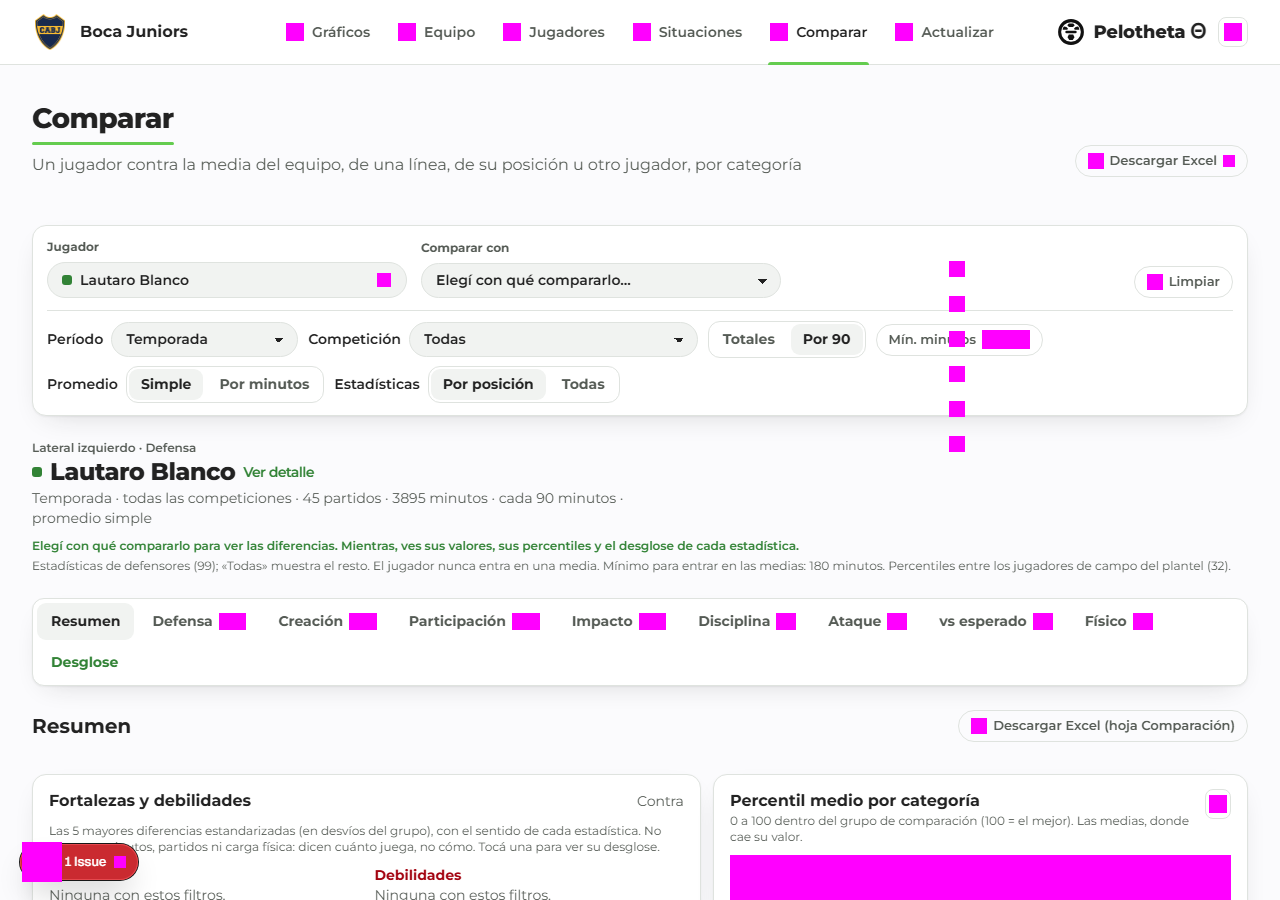 CABJ
Boca Juniors
Gráficos
Equipo
Jugadores
Situaciones
Comparar
Actualizar
Pelotheta Θ
Comparar
Un jugador contra la media del equipo, de una línea, de su posición u otro jugador, por categoría
Descargar Excel
Jugador
Comparar con
Lautaro Blanco
Elegí con qué compararlo...
Limpiar
Período
Temporada
Competición
Todas
Totales
Por 90
Mín.
Promedio
Simple
Por minutos
Estadísticas
Por posición
Todas
Lateral izquierdo · Defensa
Lautaro Blanco Ver detalle
Temporada · todas las competiciones · 45 partidos · 3895 minutos · cada 90 minutos ·
promedio simple
Elegí con qué compararlo para ver las diferencias. Mientras, ves sus valores, sus percentiles y el desglose de cada estadística.
Estadísticas de defensores (99); «Todas» muestra el resto. El jugador nunca entra en una media. Mínimo para entrar en las medias: 180 minutos. Percentiles entre los jugadores de campo del plantel (32).
Resumen
Defensa
Creación
Participación
Impacto
Disciplina
Ataque
vs esperado
Físico
Desglose
Resumen
Descargar Excel (hoja Comparación)
Fortalezas y debilidades
Contra
Las 5 mayores diferencias estandarizadas (en desvíos del grupo), con el sentido de cada estadística. No
partidos ni carga física: dicen cuánto juega, no cómo. Tocá una para ver su desglose.
1 Issue
Debilidades
Ninguna con estos filtros.
Ninguna con estos filtros.
Percentil medio por categoría
0 a 100 dentro del grupo de comparación (100 = el mejor). Las medias, donde
cae su valor.